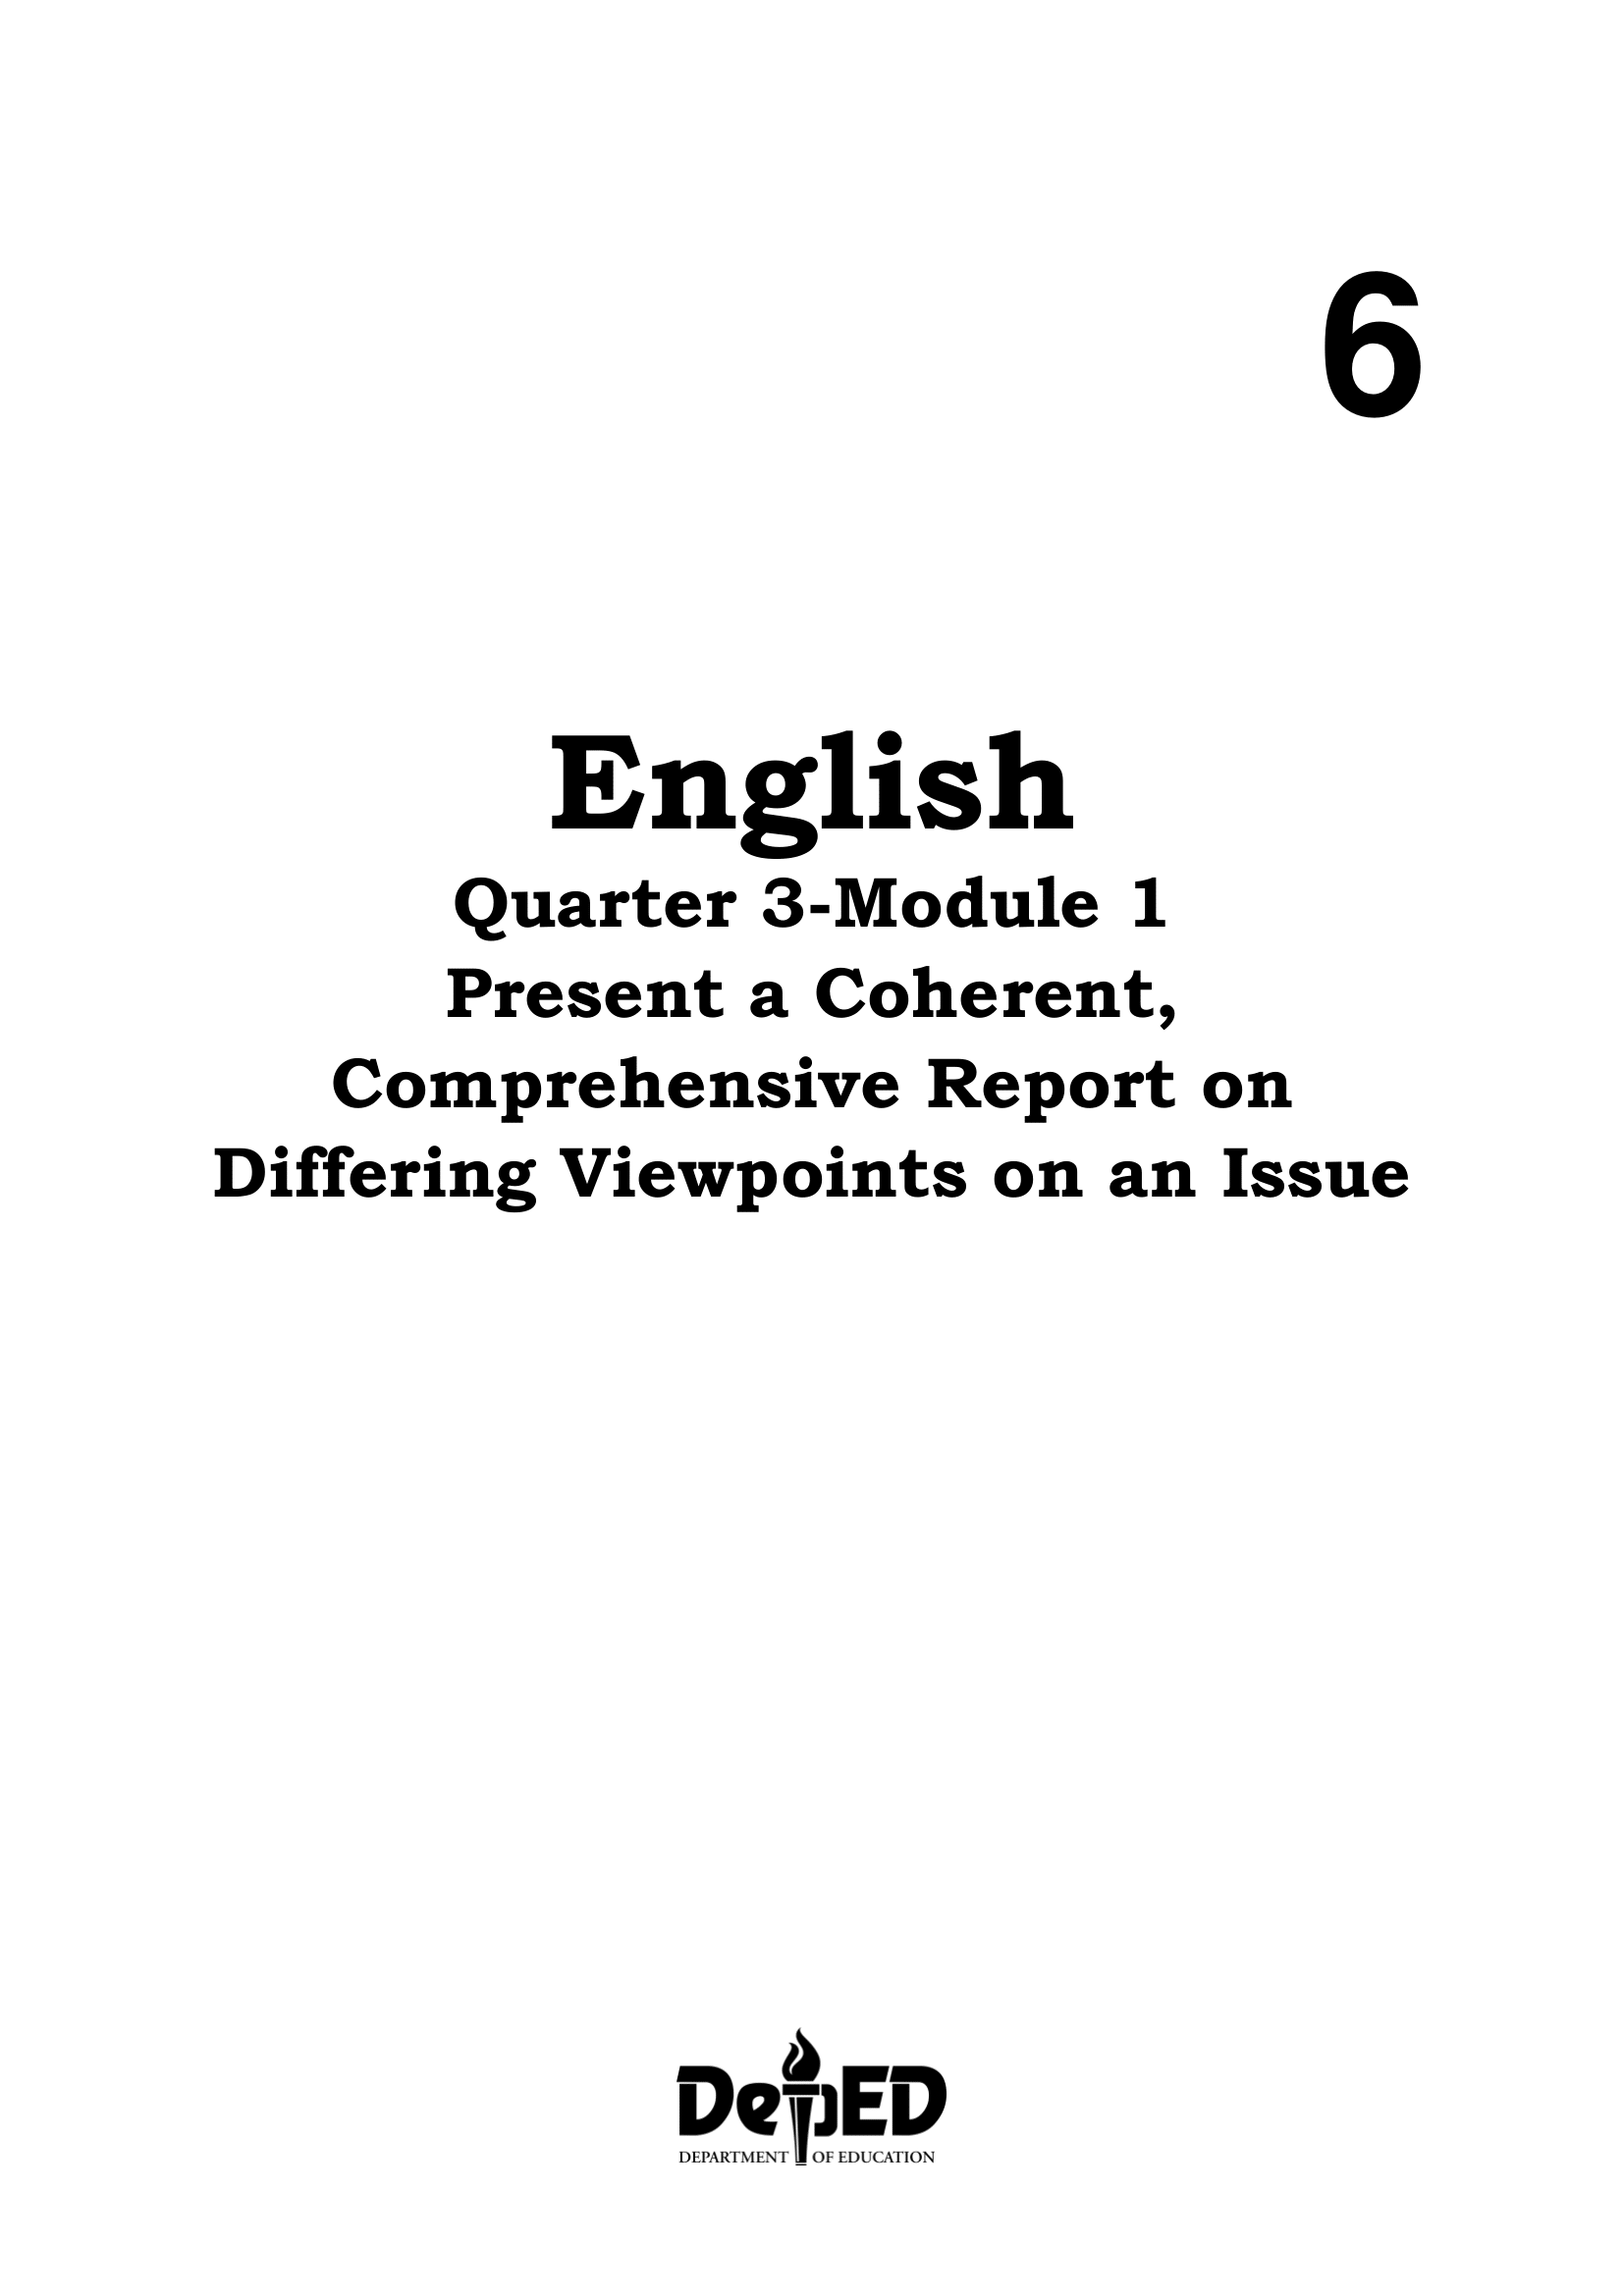 6
English
Quarter 3-Module 1
Present a Coherent,
Comprehensive Report on
Differing Viewpoints on an Issue
DepED
DEPARTMENT OF EDUCATION